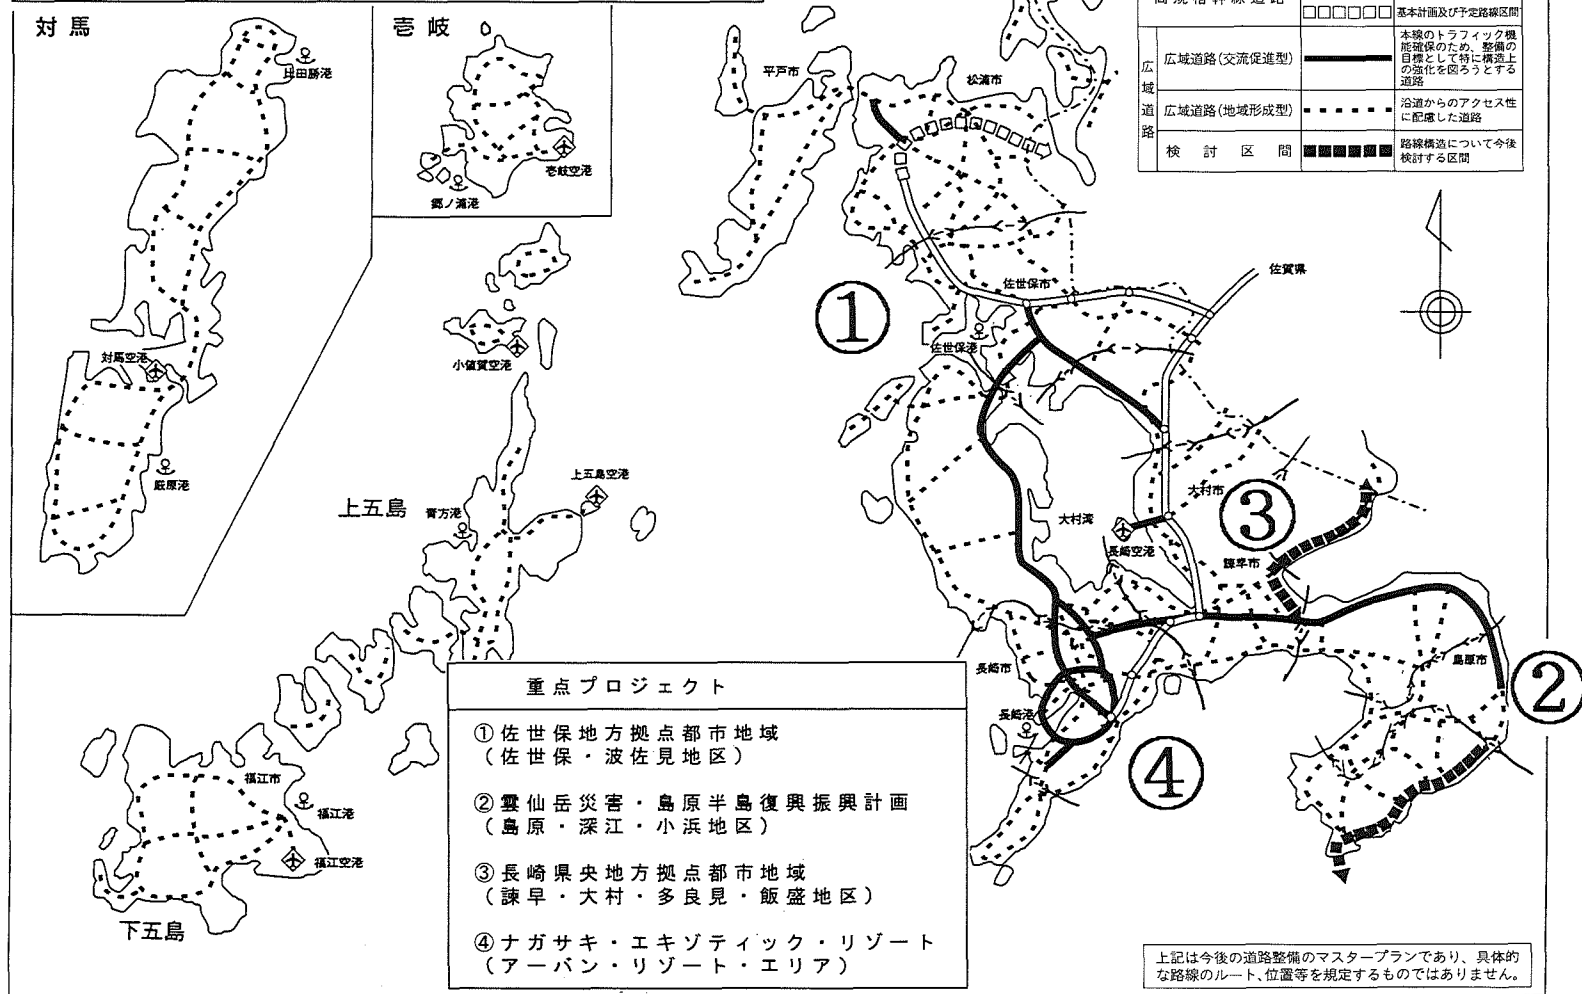 対馬
壱岐
比田勝港
対馬空港
厳原港
壱岐空港
郷ノ浦港
平戸市
松浦市
基本計画及び予定路線区間
広域道路
広域道路(交流促進型)
本線のトラフィック機
能確保のため、整備の
目標として特に構造上
の強化を図ろうとする
道路
広域道路(地域形成型)
沿道からのアクセス性
に配慮した道路
検討区間
路線構造について今後
検討する区間
佐賀県
佐世保市
①
佐世保港
小値賀空港
上五島空港
上五島
青方港
大村市
③
大村湾
長崎空港
諫早市
島原市
②
長崎市
長崎港
④
福江市
福江港
福江空港
下五島
重点プロジェクト
①佐世保地方拠点都市地域
(佐世保・波佐見地区)
②雲仙岳災害・島原半島復興振興計画
(島原・深江・小浜地区)
③長崎県央地方拠点都市地域
(諫早・大村・多良見・飯盛地区)
④ナガサキ・エキゾティック・リゾート
(アーバン・リゾート・エリア)
上記は今後の道路整備のマスタープランであり、具体的
な路線のルート、位置等を規定するものではありません。